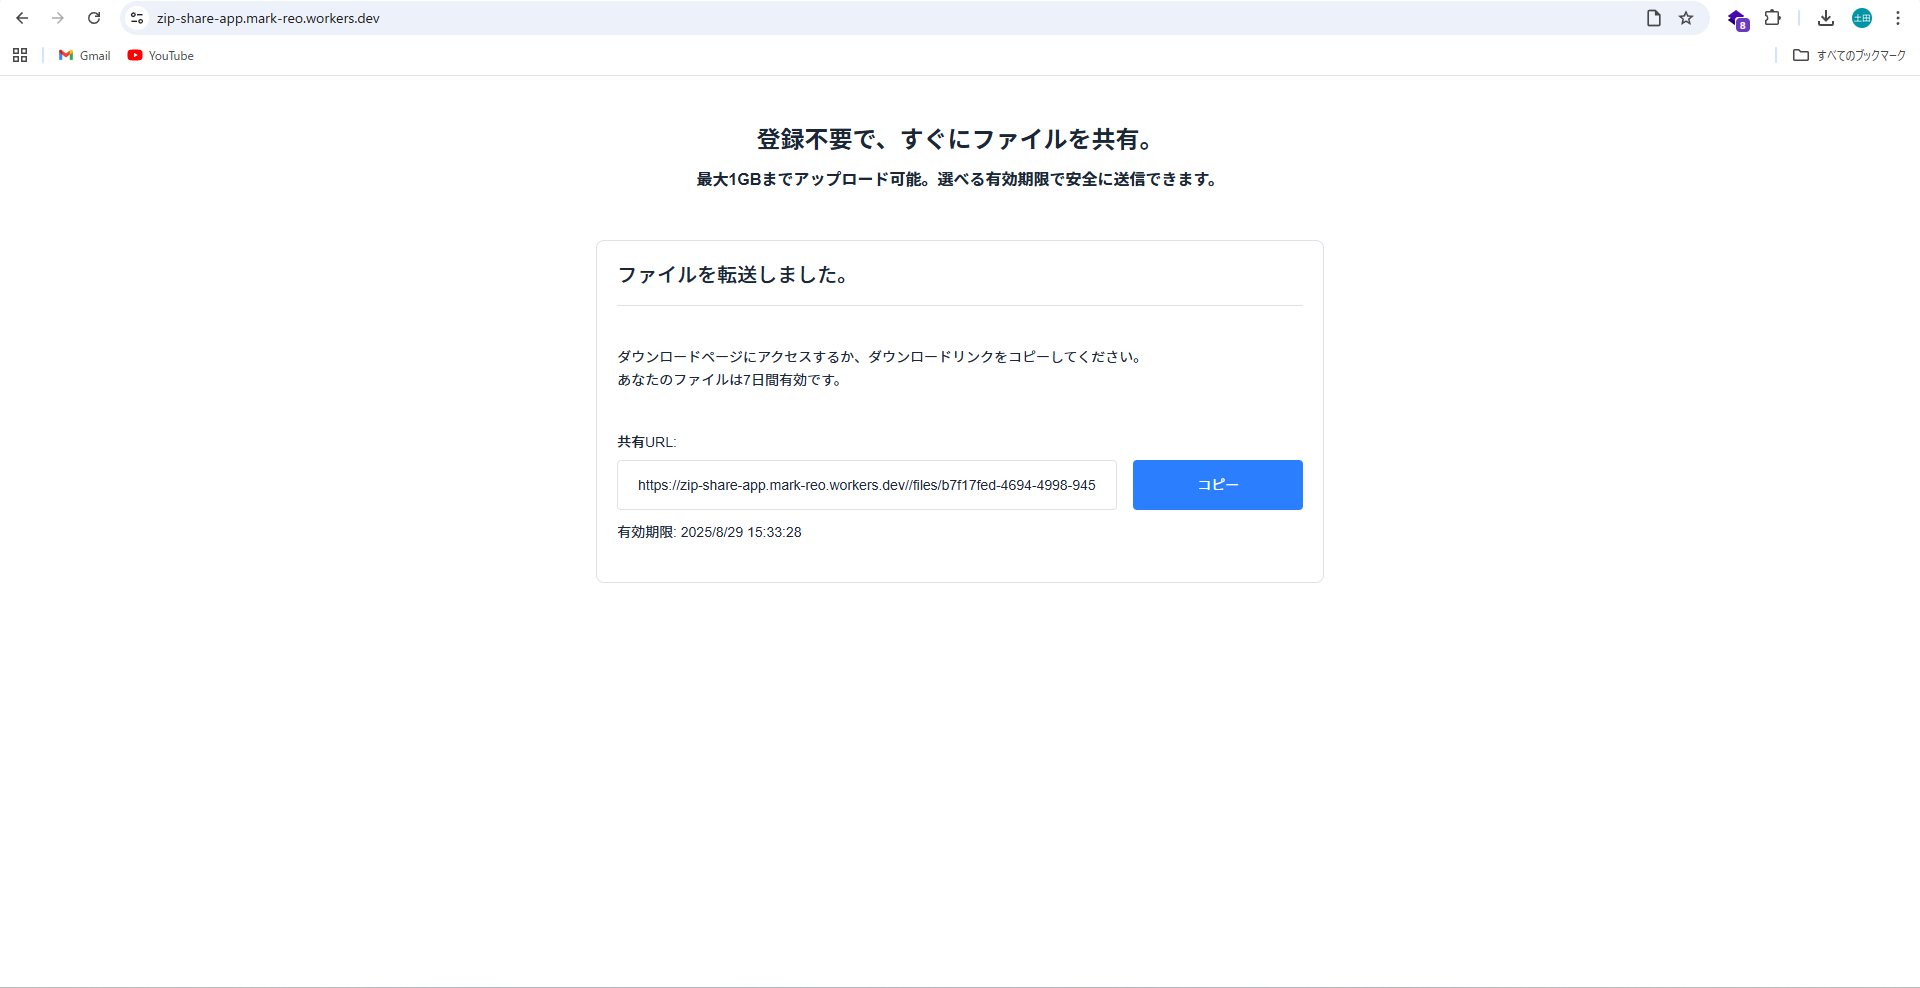 zip-share-app.mark-reo.workers.dev
8
土田
Gmail
YouTube
すべてのブックマーク
登録不要で、すぐにファイルを共有。
最大1GBまでアップロード可能。選べる有効期限で安全に送信できます。
ファイルを転送しました。
ダウンロードページにアクセスするか、ダウンロードリンクをコピーしてください。
あなたのファイルは7日間有効です。
共有URL:
https://zip-share-app.mark-reo.workers.dev//files/b7f17fed-4694-4998-945
コピー
有効期限: 2025/8/29 15:33:28